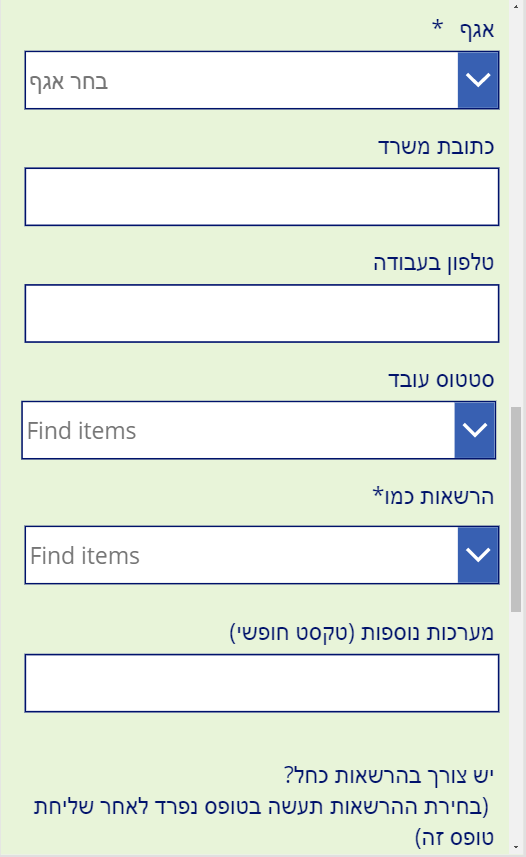 אגף *
בחר אגף
כתובת משרד
טלפון בעבודה
סטטוס עובד
Find items
הרשאות כמו*
Find items
מערכות נוספות (טקסט חופשי)
יש צורך בהרשאות כחל?
(בחירת ההרשאות תעשה בטופס נפרד לאחר שליחת
טופס זה)